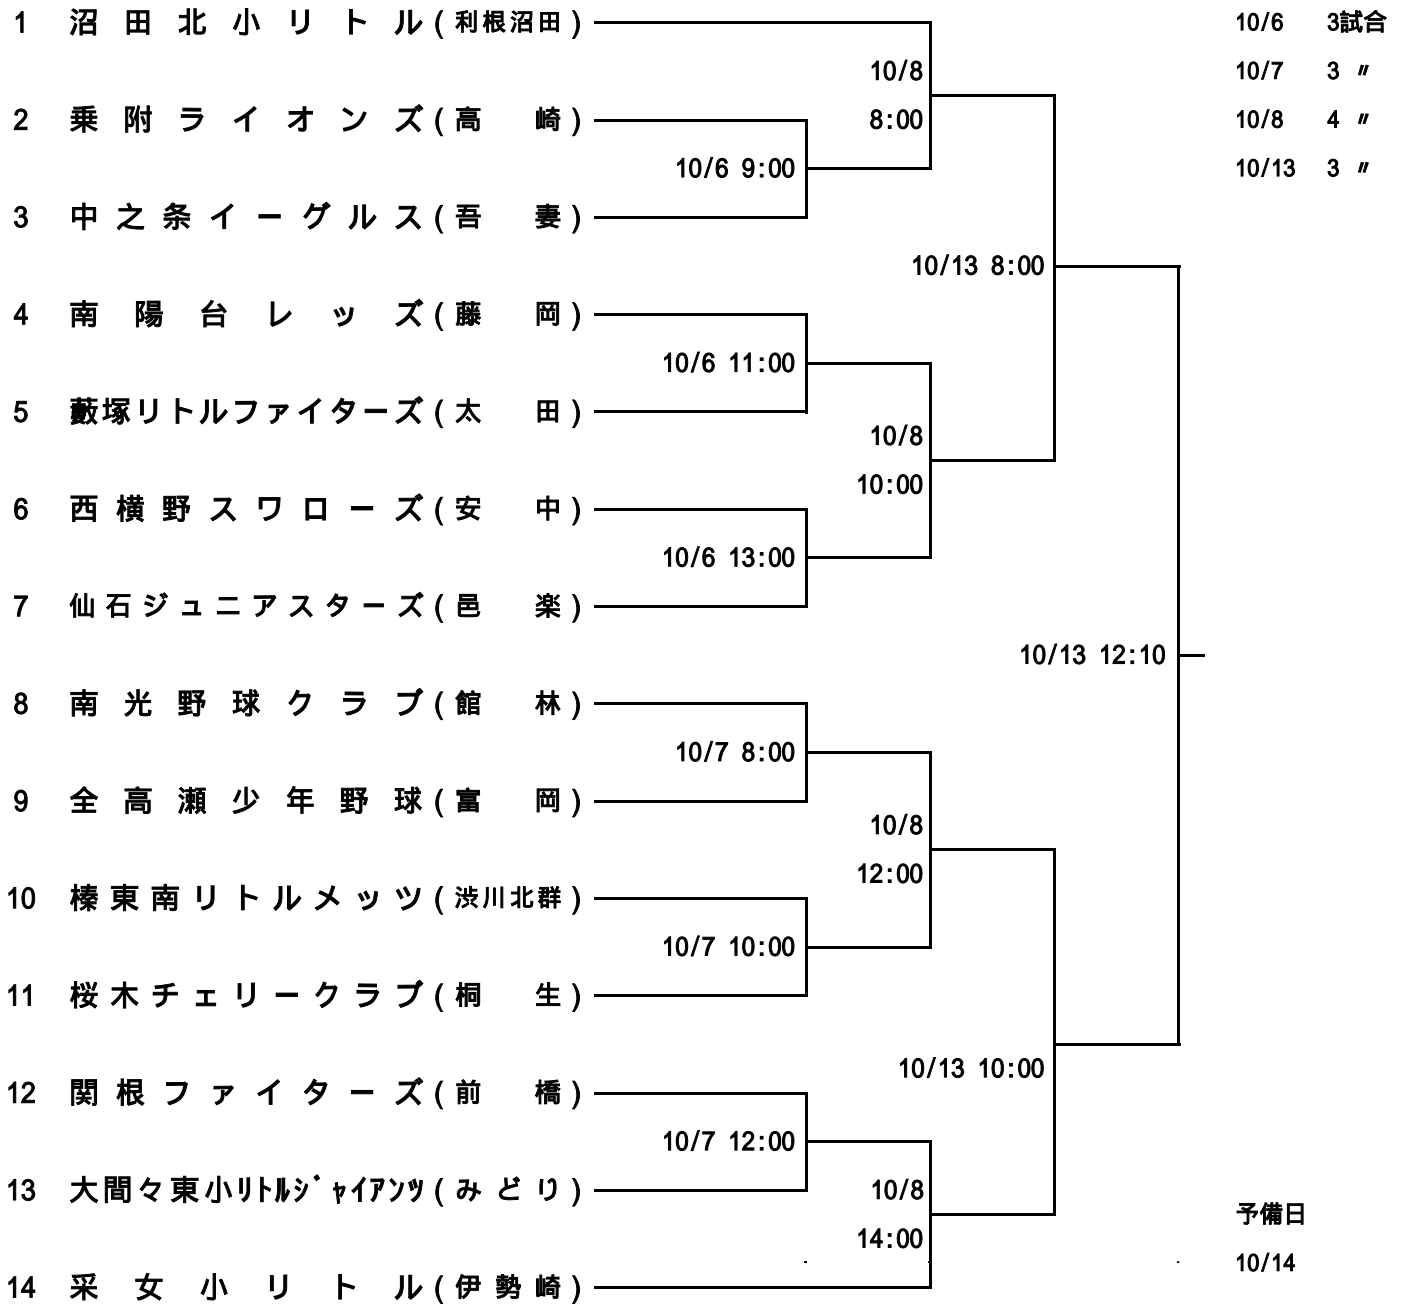 1 沼田北小リトル(利根沼田) 10/6 3試合
10/8 10/7 3 〃
2 乗附ライオンズ(高崎) 8:00 10/8 4 〃
10/6 9:00 10/13 3 〃
3 中之条イーグルス(吾妻)
10/13 8:00
4 南陽台レッズ(藤岡)
10/6 11:00
5 藪塚リトルファイターズ(太田)
10/8
10:00
6 西横野スワローズ(安中)
10/6 13:00
7 仙石ジュニアスターズ(邑楽)
10/13 12:10
8 南光野球クラブ(館林)
10/7 8:00
9 全高瀬少年野球(富岡)
10/8
12:00
10 榛東南リトルメッツ(渋川北群)
10/7 10:00
11 桜木チェリークラブ(桐生)
10/13 10:00
12 関根ファイターズ(前橋)
10/7 12:00
13 大間々東小ﾘﾄﾙｼﾞｬｲｱﾝﾂ(みどり) 10/8
予備日
14:00
10/14
14 采女小リトル(伊勢崎)